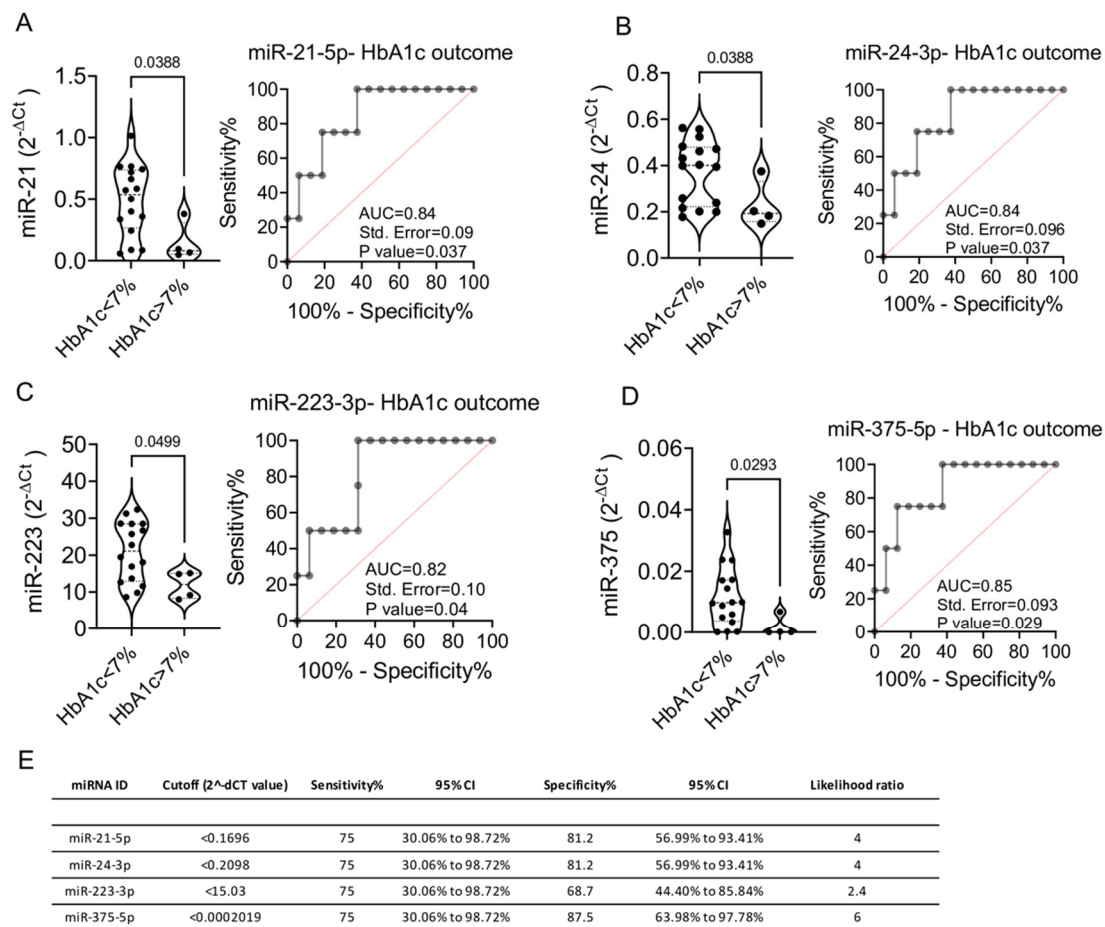 A
miR-21-5p- HbA1c outcome
0.0388
miR-21 (2^-ΔCt )
1.5
1.0
0.5
0.0
HbA1c<7%
HbA1c>7%
Sensitivity%
100
80
60
40
20
0
AUC=0.84
Std. Error=0.09
P value=0.037
0 20 40 60 80 100
100% - Specificity%
B
miR-24-3p- HbA1c outcome
0.0388
miR-24 (2^-ΔCt )
0.8
0.6
0.4
0.2
0.0
HbA1c<7%
HbA1c>7%
Sensitivity%
100
80
60
40
20
0
AUC=0.84
Std. Error=0.096
P value=0.037
0 20 40 60 80 100
100% - Specificity%
C
miR-223-3p- HbA1c outcome
0.0499
miR-223 (2^-ΔCt )
50
40
30
20
10
0
HbA1c<7%
HbA1c>7%
Sensitivity%
100
80
60
40
20
0
AUC=0.82
Std. Error=0.10
P value=0.04
0 20 40 60 80 100
100% - Specificity%
D
miR-375-5p - HbA1c outcome
0.0293
miR-375 (2^-ΔCt )
0.06
0.04
0.02
0.00
HbA1c<7%
HbA1c>7%
Sensitivity%
100
80
60
40
20
0
AUC=0.85
Std. Error=0.093
P value=0.029
0 20 40 60 80 100
100% - Specificity%
E
miRNA ID Cutoff (2^-dCT value) Sensitivity% 95%CI Specificity% 95%CI Likelihood ratio
miR-21-5p <0.1696 75 30.06% to 98.72% 81.2 56.99% to 93.41% 4
miR-24-3p <0.2098 75 30.06% to 98.72% 81.2 56.99% to 93.41% 4
miR-223-3p <15.03 75 30.06% to 98.72% 68.7 44.40% to 85.84% 2.4
miR-375-5p <0.0002019 75 30.06% to 98.72% 87.5 63.98% to 97.78% 6